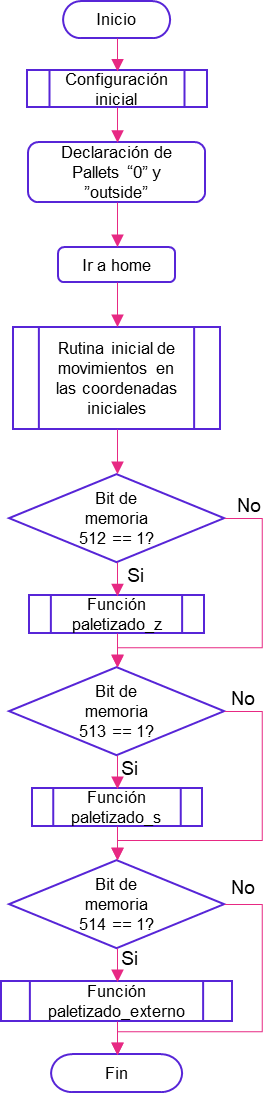 Inicio
Configuración
inicial
Declaración de
Pallets “0” y
”outside”
Ir a home
Rutina inicial de
movimientos en
las coordenadas
iniciales
Bit de
memoria
512 == 1?
No
Si
Función
paletizado_z
Bit de
memoria
513 == 1?
No
Si
Función
paletizado_s
Bit de
memoria
514 == 1?
No
Si
Función
paletizado_externo
Fin